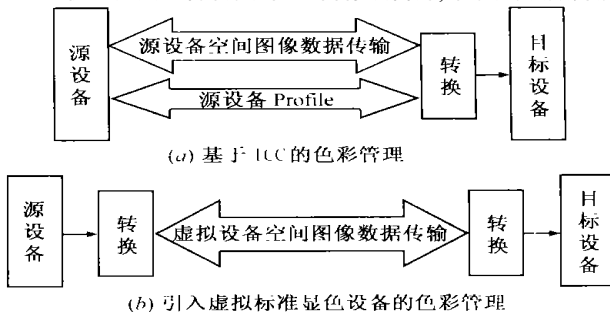 源设备
源设备空间图像数据传输
源设备 Profile
转换
目标设备
(a) 基于 ICC 的色彩管理
源设备
转换
虚拟设备空间图像数据传输
转换
目标设备
(b) 引入虚拟标准显色设备的色彩管理